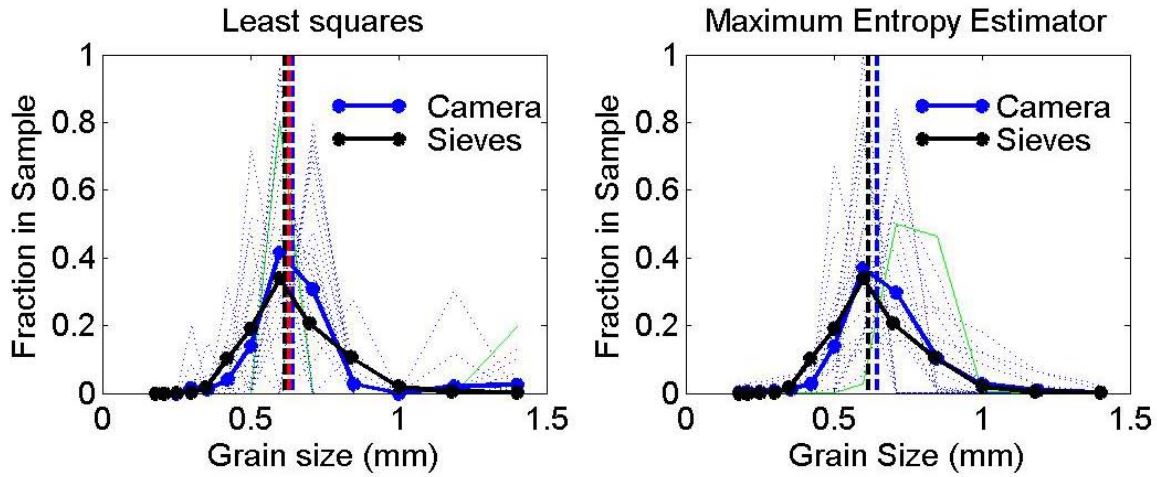 Least squares
Fraction in Sample
1
0.8
0.6
0.4
0.2
0
Camera
Sieves
0 0.5 1 1.5
Grain size (mm)
Maximum Entropy Estimator
Fraction in Sample
1
0.8
0.6
0.4
0.2
0
Camera
Sieves
0 0.5 1 1.5
Grain Size (mm)